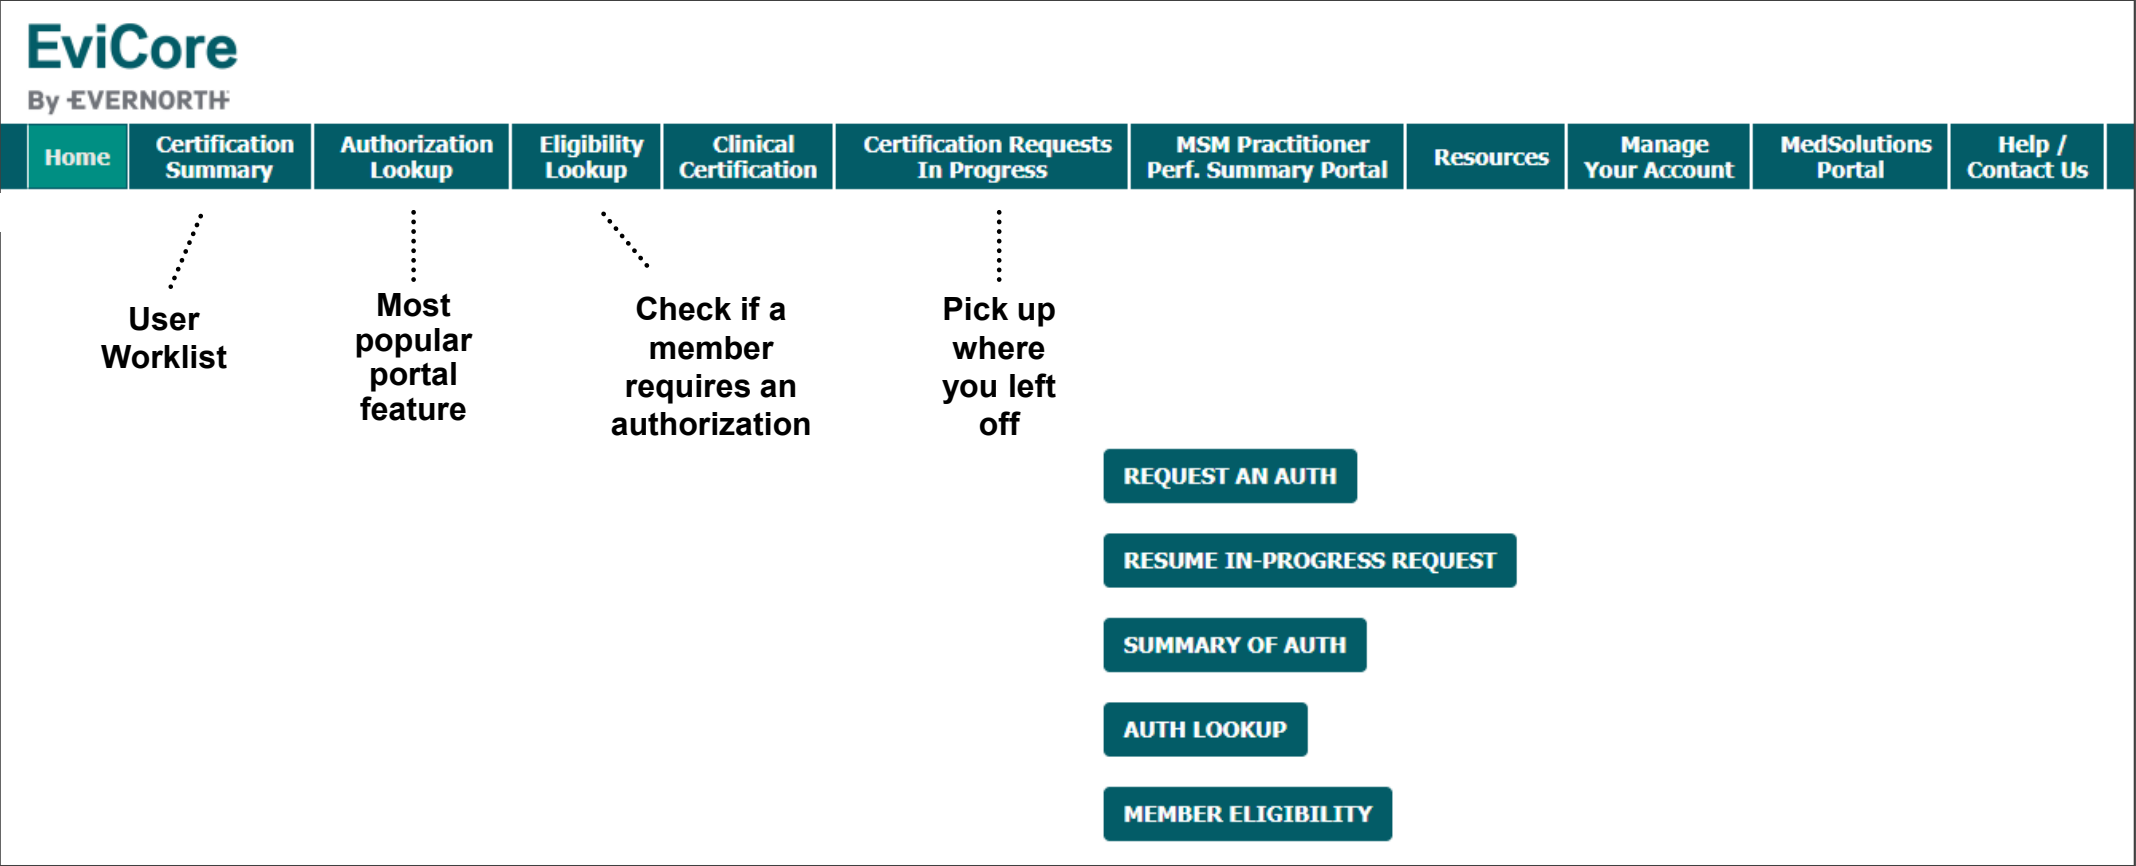 EviCore
By EVERNORTH
Home
Certification
Summary
Authorization
Lookup
Eligibility
Lookup
Clinical
Certification
Certification Requests
In Progress
MSM Practitioner
Perf. Summary Portal
Resources
Manage
Your Account
MedSolutions
Portal
Help /
Contact Us
User
Worklist
Most
popular
portal
feature
Check if a
member
requires an
authorization
Pick up
where
you left
off
REQUEST AN AUTH
RESUME IN-PROGRESS REQUEST
SUMMARY OF AUTH
AUTH LOOKUP
MEMBER ELIGIBILITY